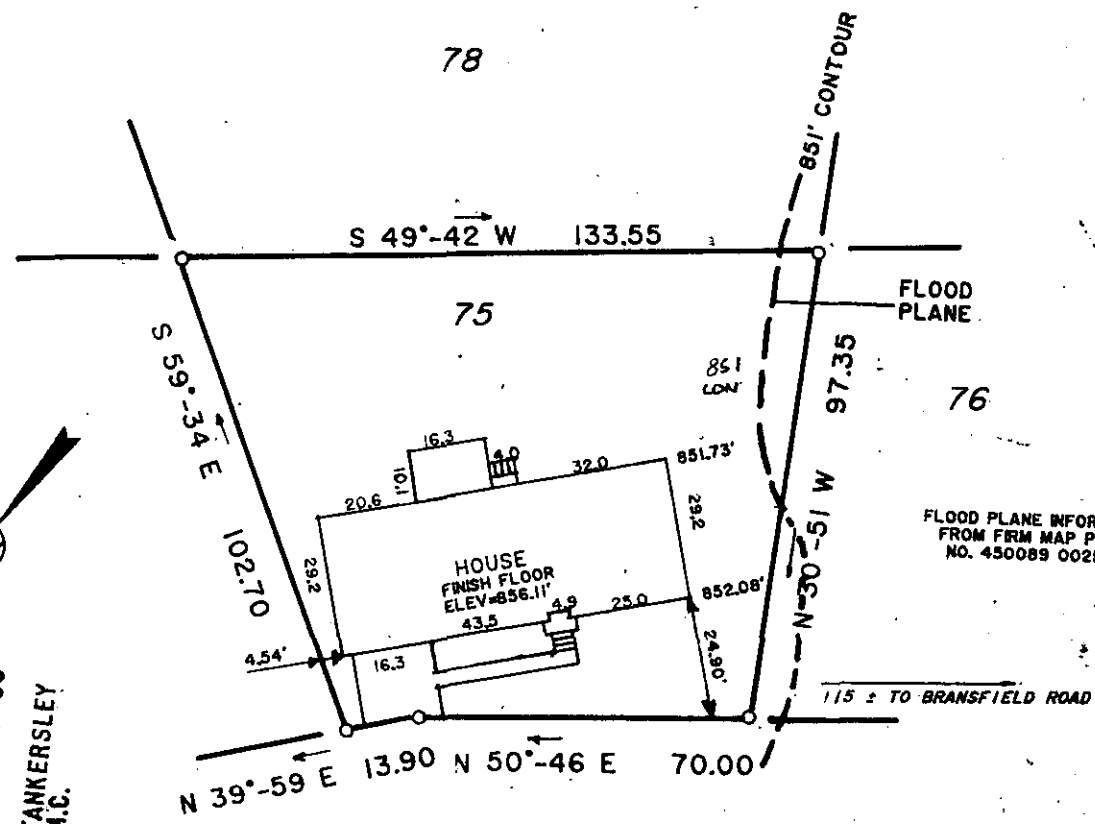 78
851' CONTOUR
S 49°-42 W 133.55
75
FLOOD
PLANE
851
CON'
97.35
76
S 59°-34 E
102.70
16.3
4.0
10.1
32.0
851.73'
20.6
29.2
29.2
HOUSE
FINISH FLOOR
ELEV=856.11'
4.9
25.0
852.08'
43.5
4.54'
16.3
24.90'
N 30°-51 W
FLOOD PLANE INFOR
FROM FIRM MAP P
NO. 450089 002
115 ± TO BRANSFIELD ROAD
N 39°-59 E 13.90 N 50°-46 E 70.00
ANKERSLEY
M.C.